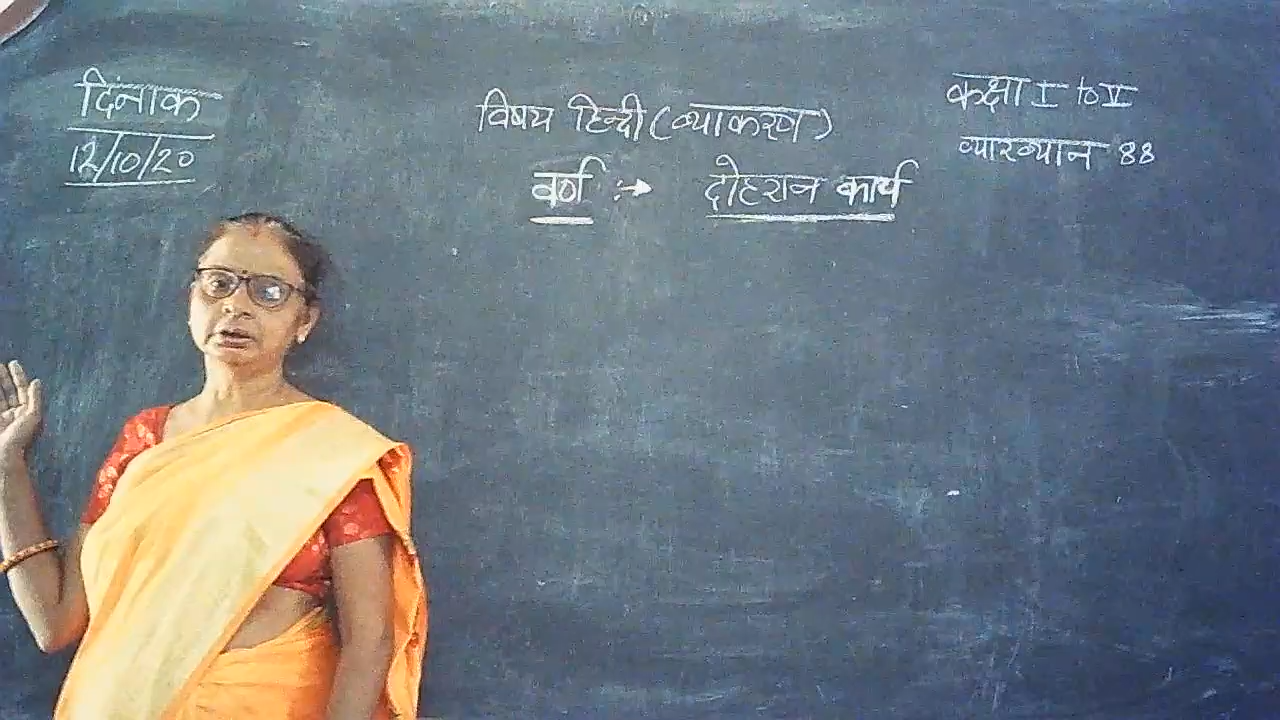 दिनांक
12/10/20
विषय हिन्दी (व्याकरण)
वर्ण :→ दोहरान कार्य
कक्षा I to V
व्याख्यान 88